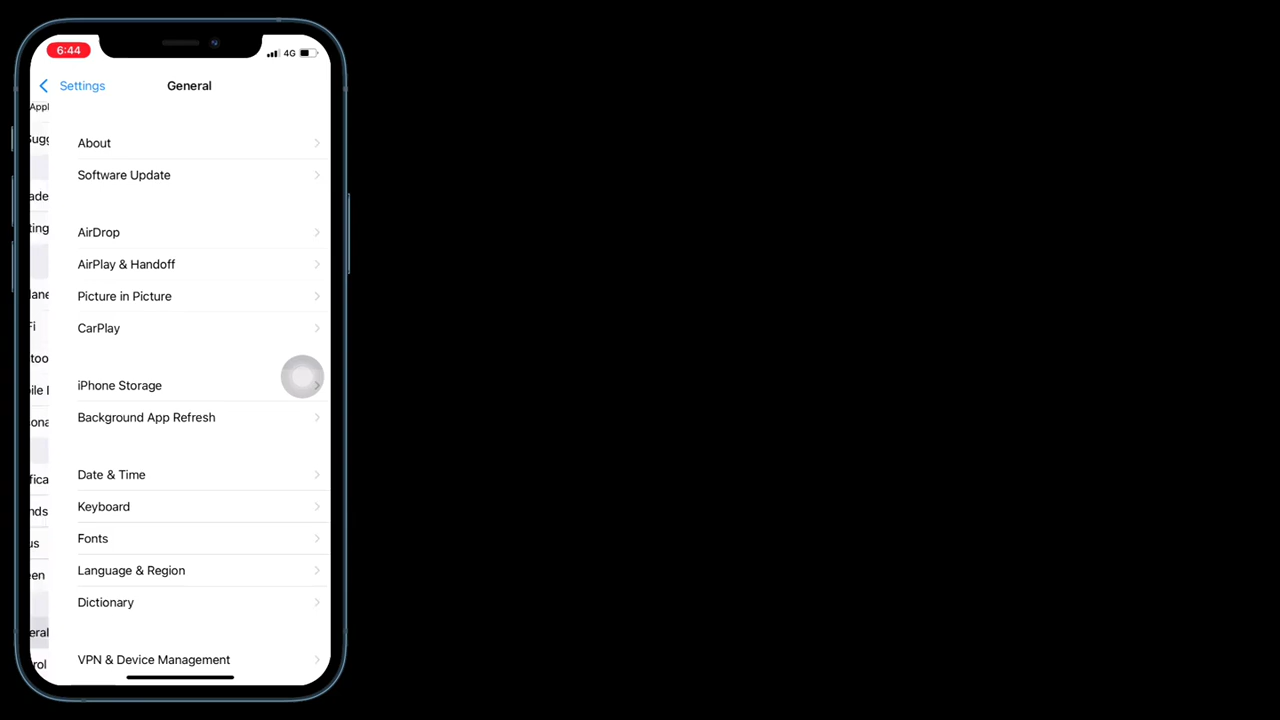 6:44
4G
Settings
General
About
Software Update
AirDrop
AirPlay & Handoff
Picture in Picture
CarPlay
iPhone Storage
Background App Refresh
Date & Time
Keyboard
Fonts
Language & Region
Dictionary
VPN & Device Management